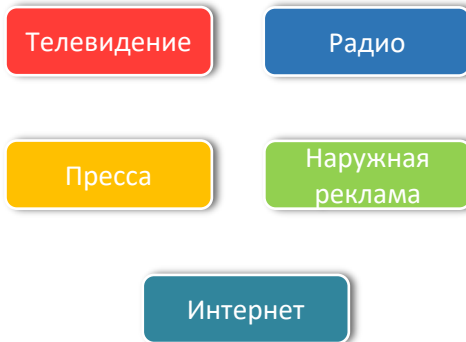 Телевидение
Радио
Пресса
Наружная
реклама
Интернет